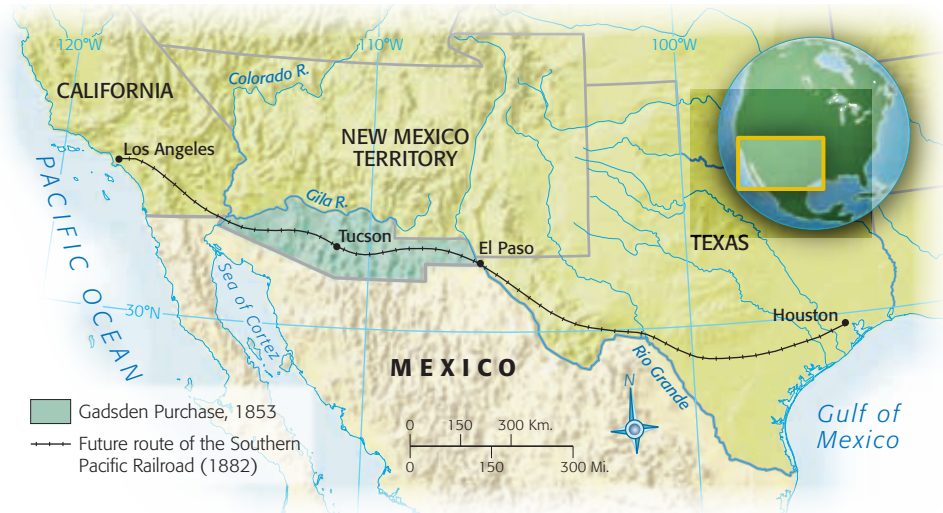 120°W
110°W
100°W
Colorado R.
CALIFORNIA
NEW MEXICO
TERRITORY
Los Angeles
Gila R.
Tucson
El Paso
TEXAS
PACIFIC OCEAN
Sea of Cortez
30°N
Houston
MEXICO
Rio Grande
N
Gulf of
Mexico
Gadsden Purchase, 1853
Future route of the Southern
Pacific Railroad (1882)
0 150 300 Km.
0 150 300 Mi.